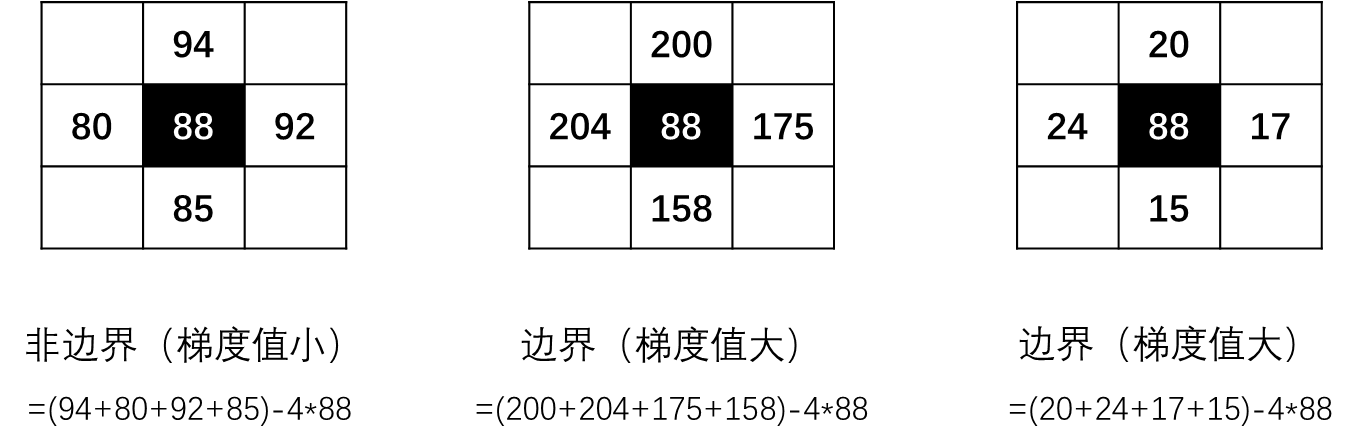 94 200 20
80 88 92 204 88 175 24 88 17
85 158 15
非边界（梯度值小） 边界（梯度值大） 边界（梯度值大）
=(94+80+92+85)-4*88 =(200+204+175+158)-4*88 =(20+24+17+15)-4*88